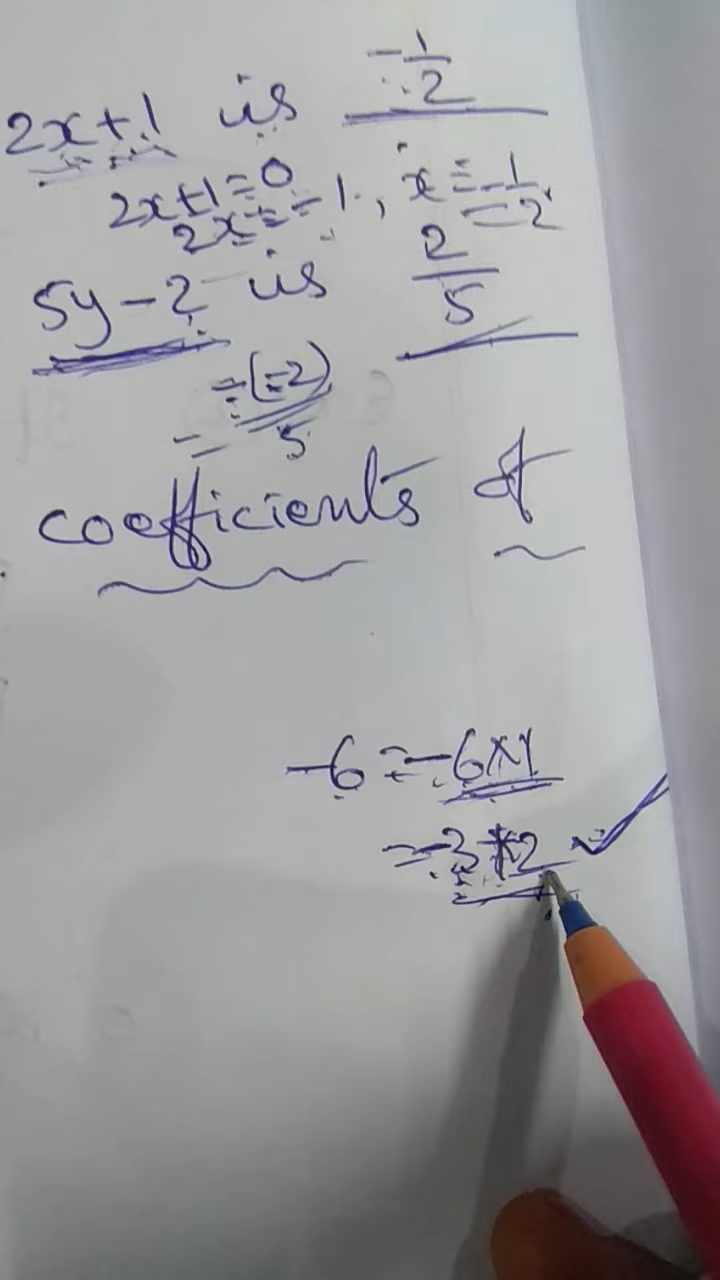 2x+1 is -1/2
2x+1=0
2x=-1, x=-1/2
5y-2 is 2/5
=-(-2)/5
coefficients of
-6=-6×1
=-3×2